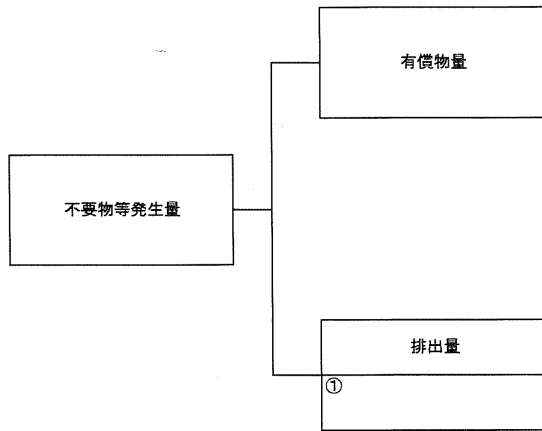 有償物量
不要物等発生量
排出量
①